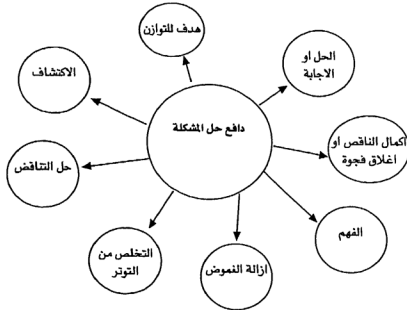 هدف للتوازن
الحل او
الاجابة
الاكتشاف
دافع حل المشكلة
اكمال الناقص او
اغلاق فجوة
حل التناقض
الفهم
التخلص من
التوتر
ازالة الغموض